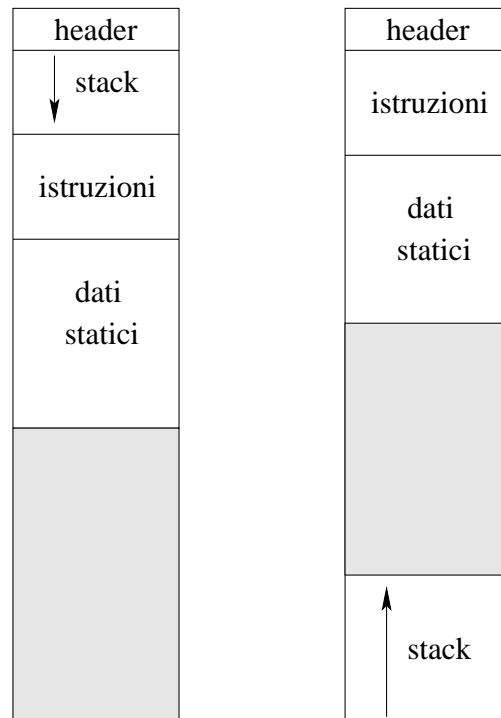 header
stack
istruzioni
dati
statici
header
istruzioni
dati
statici
stack